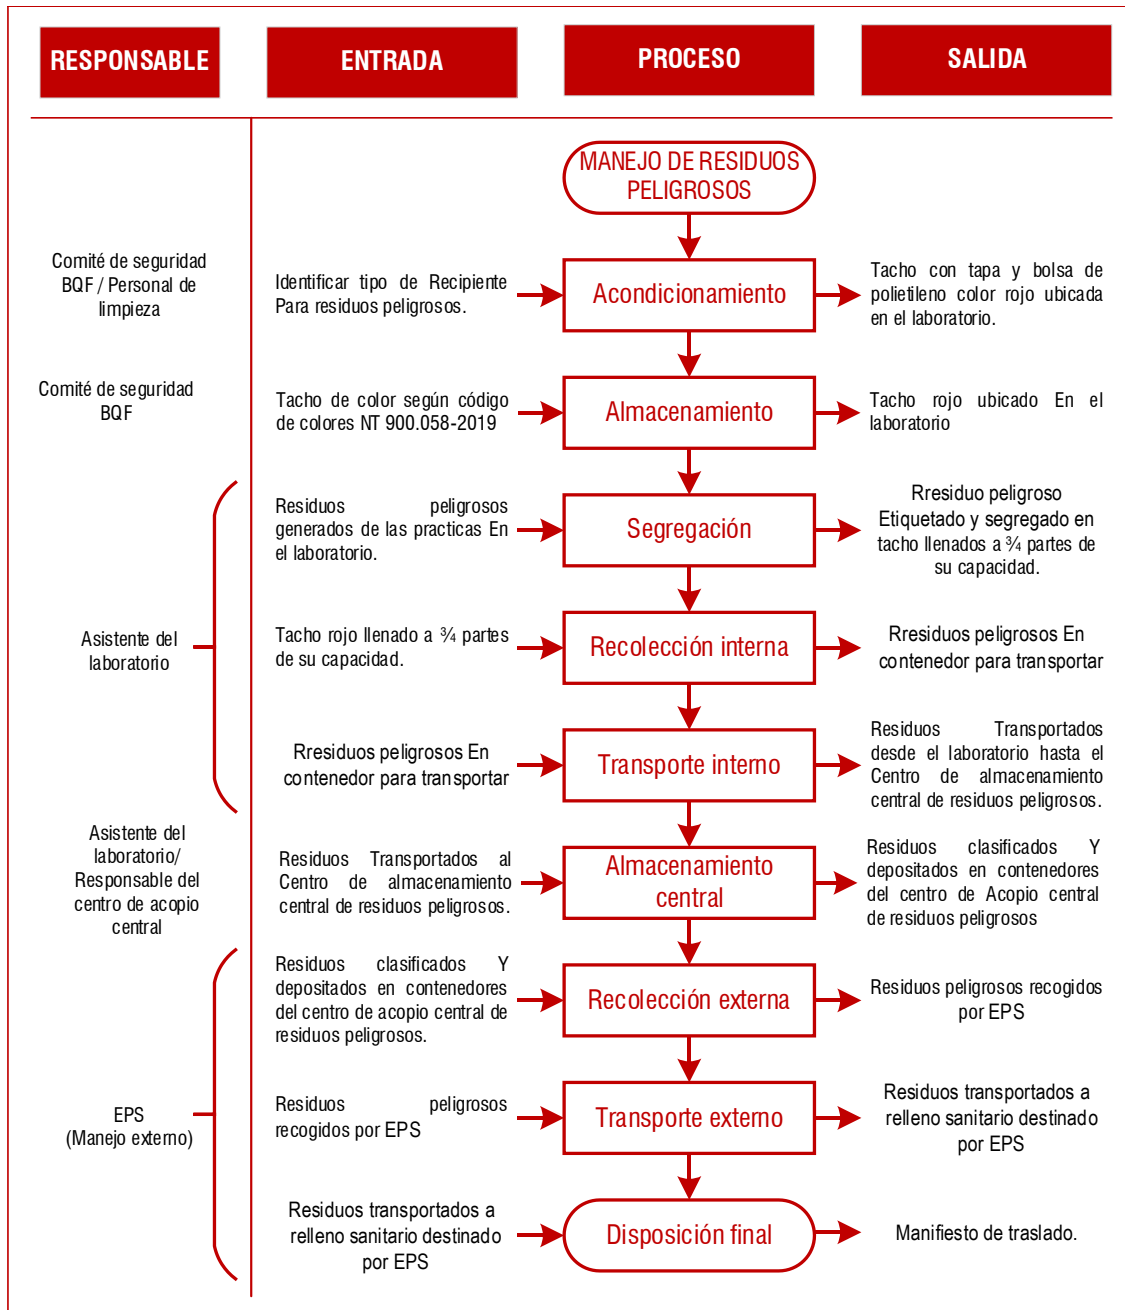 RESPONSABLE
ENTRADA
PROCESO
SALIDA
MANEJO DE RESIDUOS
PELIGROSOS
Comité de seguridad
BQF / Personal de
limpieza
Identificar tipo de Recipiente
Para residuos peligrosos.
Acondicionamiento
Tacho con tapa y bolsa de
polietileno color rojo ubicada
en el laboratorio.
Comité de seguridad
BQF
Tacho de color según código
de colores NT 900.058-2019
Almacenamiento
Tacho rojo ubicado En el
laboratorio
Residuos peligrosos
generados de las practicas En
el laboratorio.
Segregación
Rresiduo peligroso
Etiquetado y segregado en
tacho llenados a ¾ partes de
su capacidad.
Asistente del
laboratorio
Tacho rojo llenado a ¾ partes
de su capacidad.
Recolección interna
Rresiduos peligrosos En
contenedor para transportar
Rresiduos peligrosos En
contenedor para transportar
Transporte interno
Residuos Transportados
desde el laboratorio hasta el
Centro de almacenamiento
central de residuos peligrosos.
Asistente del
laboratorio/
Responsable del
centro de acopio
central
Residuos Transportados al
Centro de almacenamiento
central de residuos peligrosos.
Almacenamiento
central
Residuos clasificados Y
depositados en contenedores
del centro de Acopio central
de residuos peligrosos
Residuos clasificados Y
depositados en contenedores
del centro de acopio central de
residuos peligrosos.
Recolección externa
Residuos peligrosos recogidos
por EPS
EPS
(Manejo externo)
Residuos peligrosos
recogidos por EPS
Transporte externo
Residuos transportados a
relleno sanitario destinado
por EPS
Residuos transportados a
relleno sanitario destinado
por EPS
Disposición final
Manifiesto de traslado.